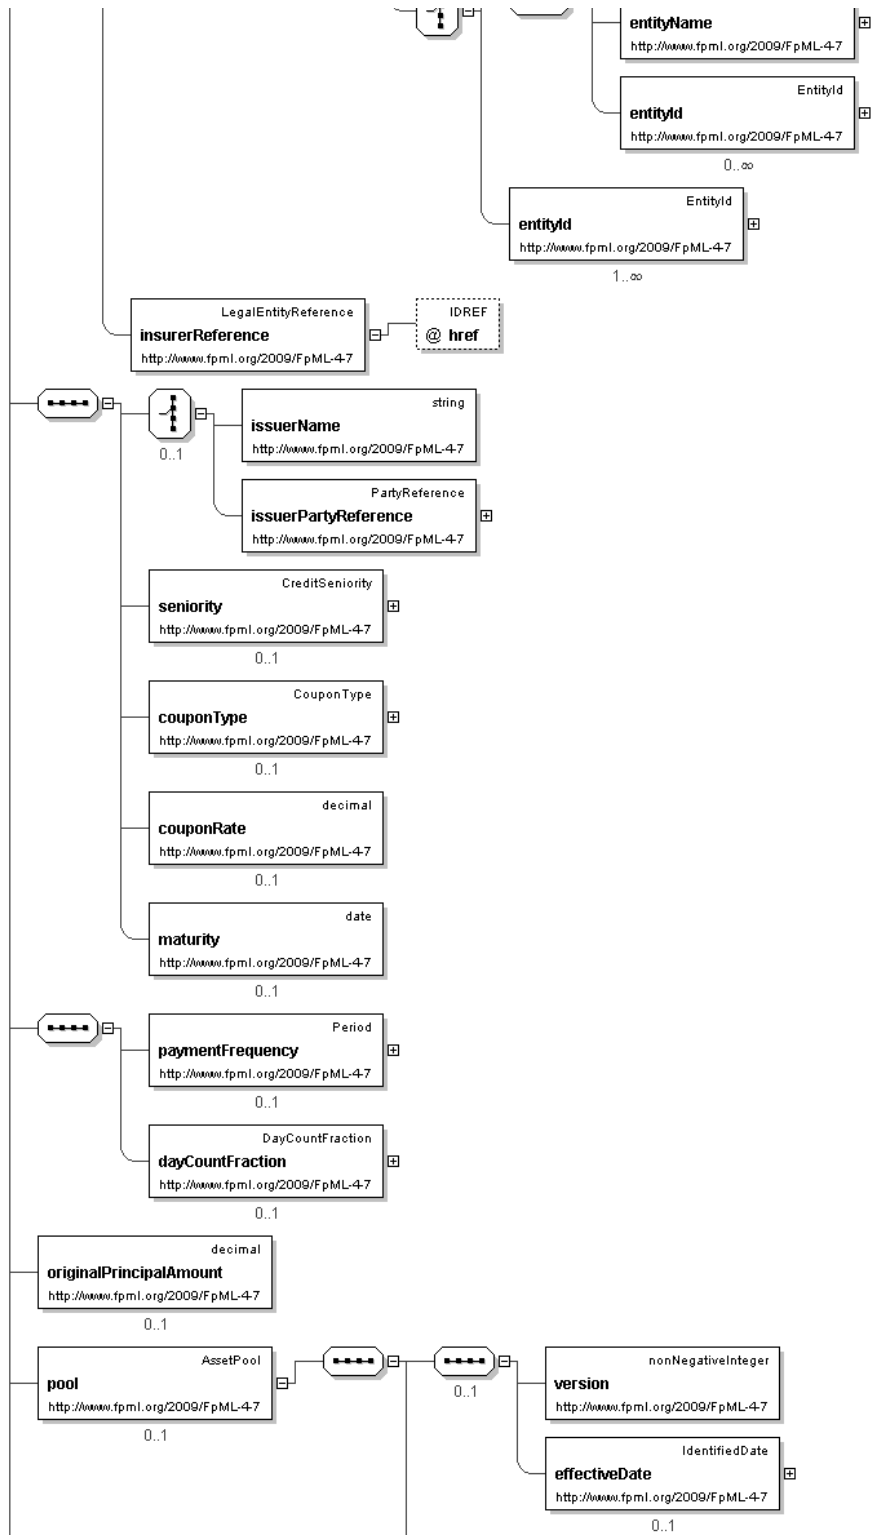 entityName
http://www.fpml.org/2009/FpML-4-7
EntityId
entityId
http://www.fpml.org/2009/FpML-4-7
0..∞
EntityId
entityId
http://www.fpml.org/2009/FpML-4-7
1..∞
LegalEntityReference
insurerReference
http://www.fpml.org/2009/FpML-4-7
IDREF
@ href
0..1
string
issuerName
http://www.fpml.org/2009/FpML-4-7
PartyReference
issuerPartyReference
http://www.fpml.org/2009/FpML-4-7
CreditSeniority
seniority
http://www.fpml.org/2009/FpML-4-7
0..1
CouponType
couponType
http://www.fpml.org/2009/FpML-4-7
0..1
decimal
couponRate
http://www.fpml.org/2009/FpML-4-7
0..1
date
maturity
http://www.fpml.org/2009/FpML-4-7
0..1
Period
paymentFrequency
http://www.fpml.org/2009/FpML-4-7
0..1
DayCountFraction
dayCountFraction
http://www.fpml.org/2009/FpML-4-7
0..1
decimal
originalPrincipalAmount
http://www.fpml.org/2009/FpML-4-7
0..1
AssetPool
pool
http://www.fpml.org/2009/FpML-4-7
0..1
0..1
nonNegativeInteger
version
http://www.fpml.org/2009/FpML-4-7
IdentifiedDate
effectiveDate
http://www.fpml.org/2009/FpML-4-7
0..1